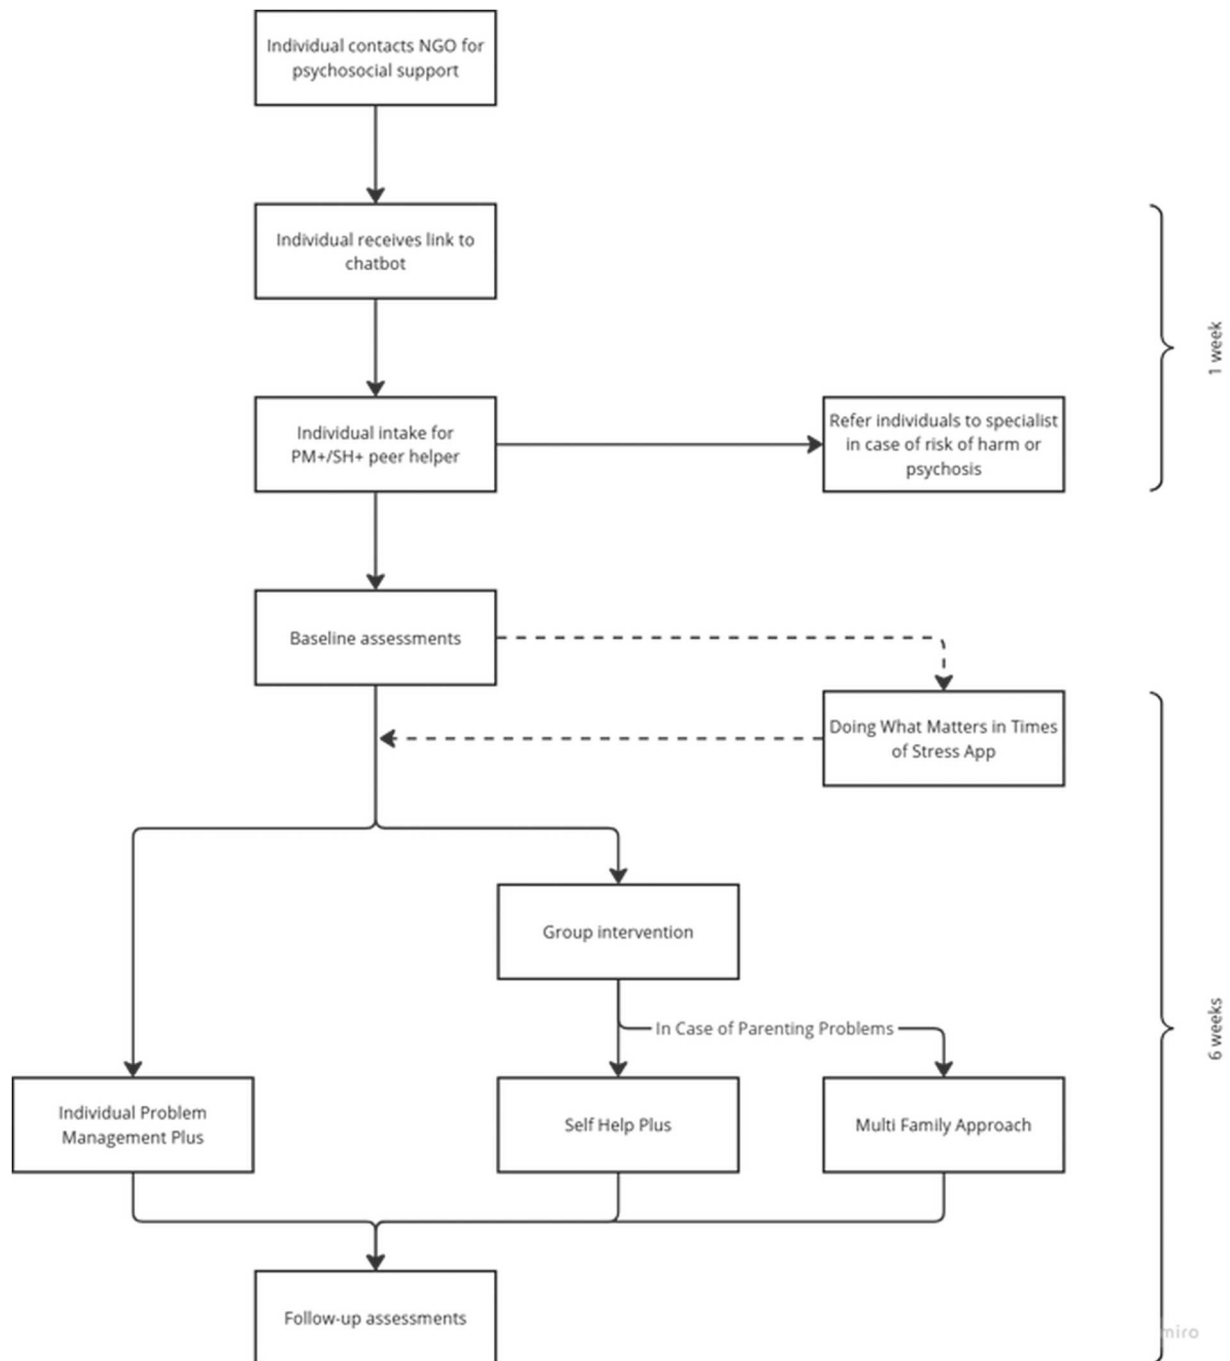 Individual contacts NGO for
psychosocial support
Individual receives link to
chatbot
1 week
Individual intake for
PM+/SH+ peer helper
Refer individuals to specialist
in case of risk of harm or
psychosis
Baseline assessments
Doing What Matters in Times
of Stress App
Group intervention
In Case of Parenting Problems
6 weeks
Individual Problem
Management Plus
Self Help Plus
Multi Family Approach
Follow-up assessments
miro